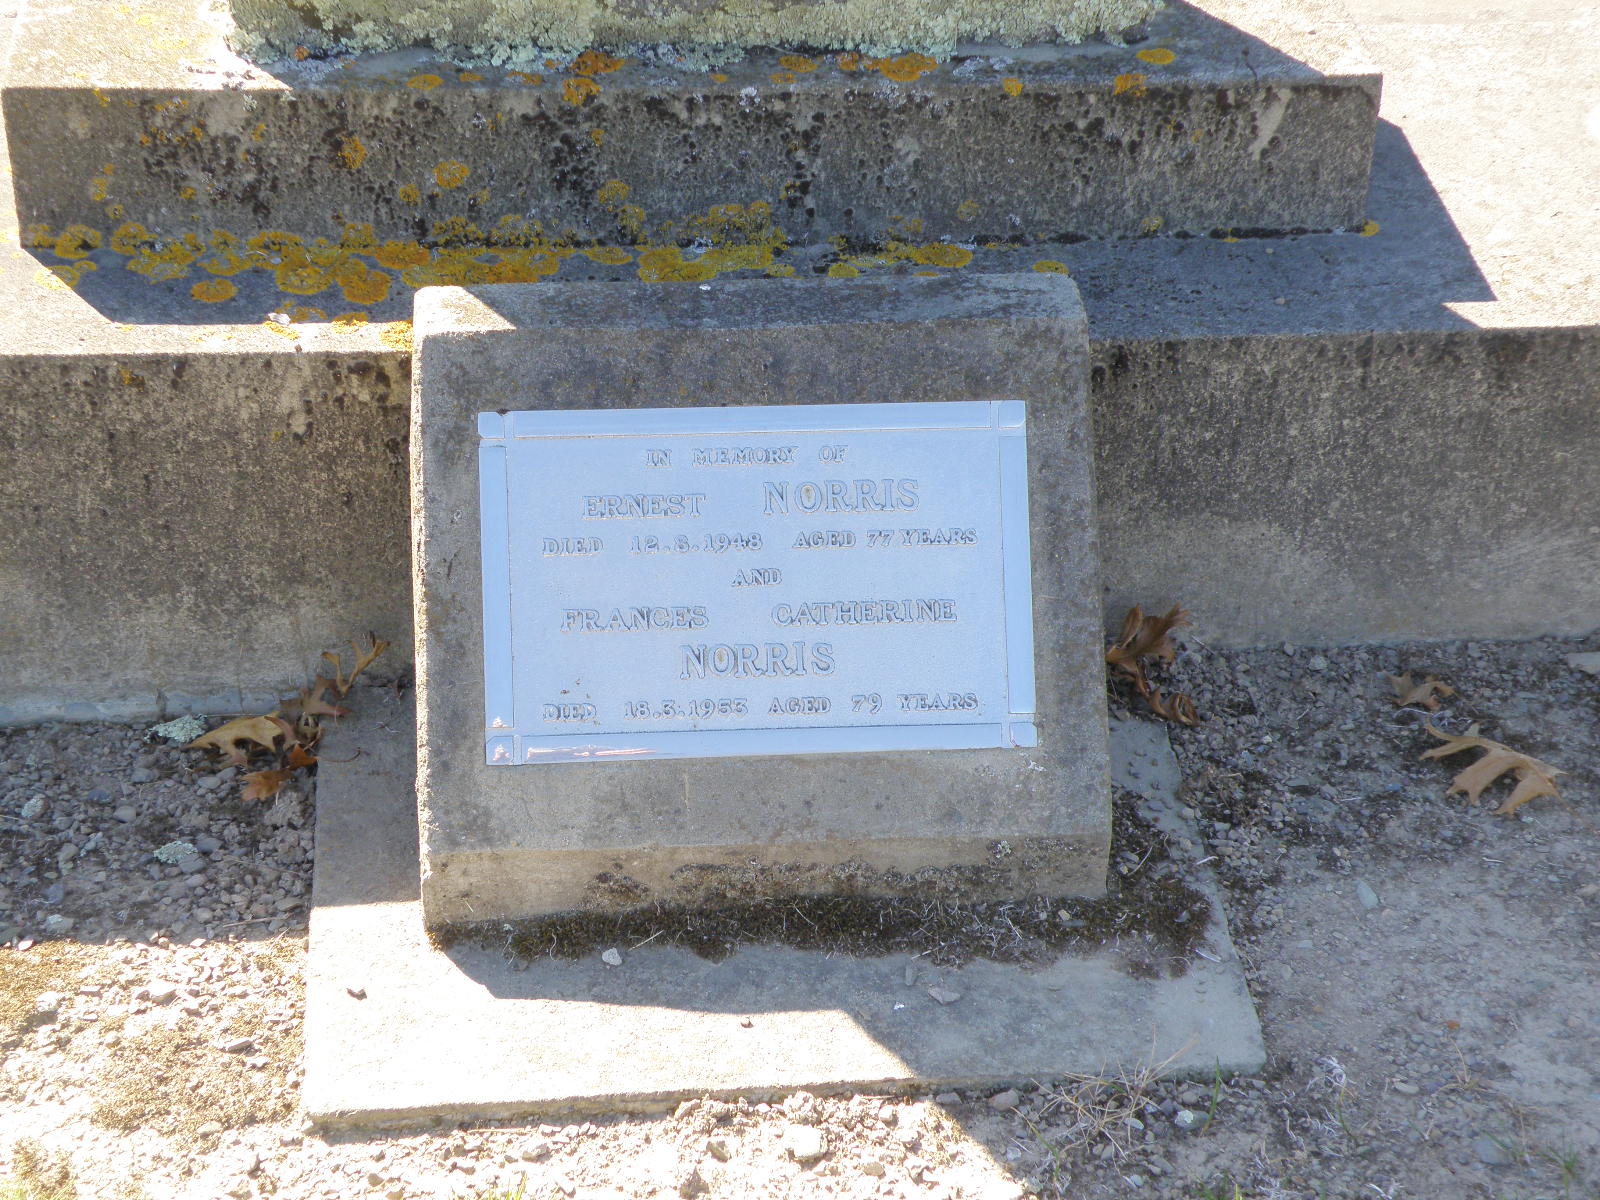 IN MEMORY OF
ERNEST NORRIS
DIED 12.8.1948 AGED 77 YEARS
AND
FRANCES CATHERINE
NORRIS
DIED 18.3.1953 AGED 79 YEARS